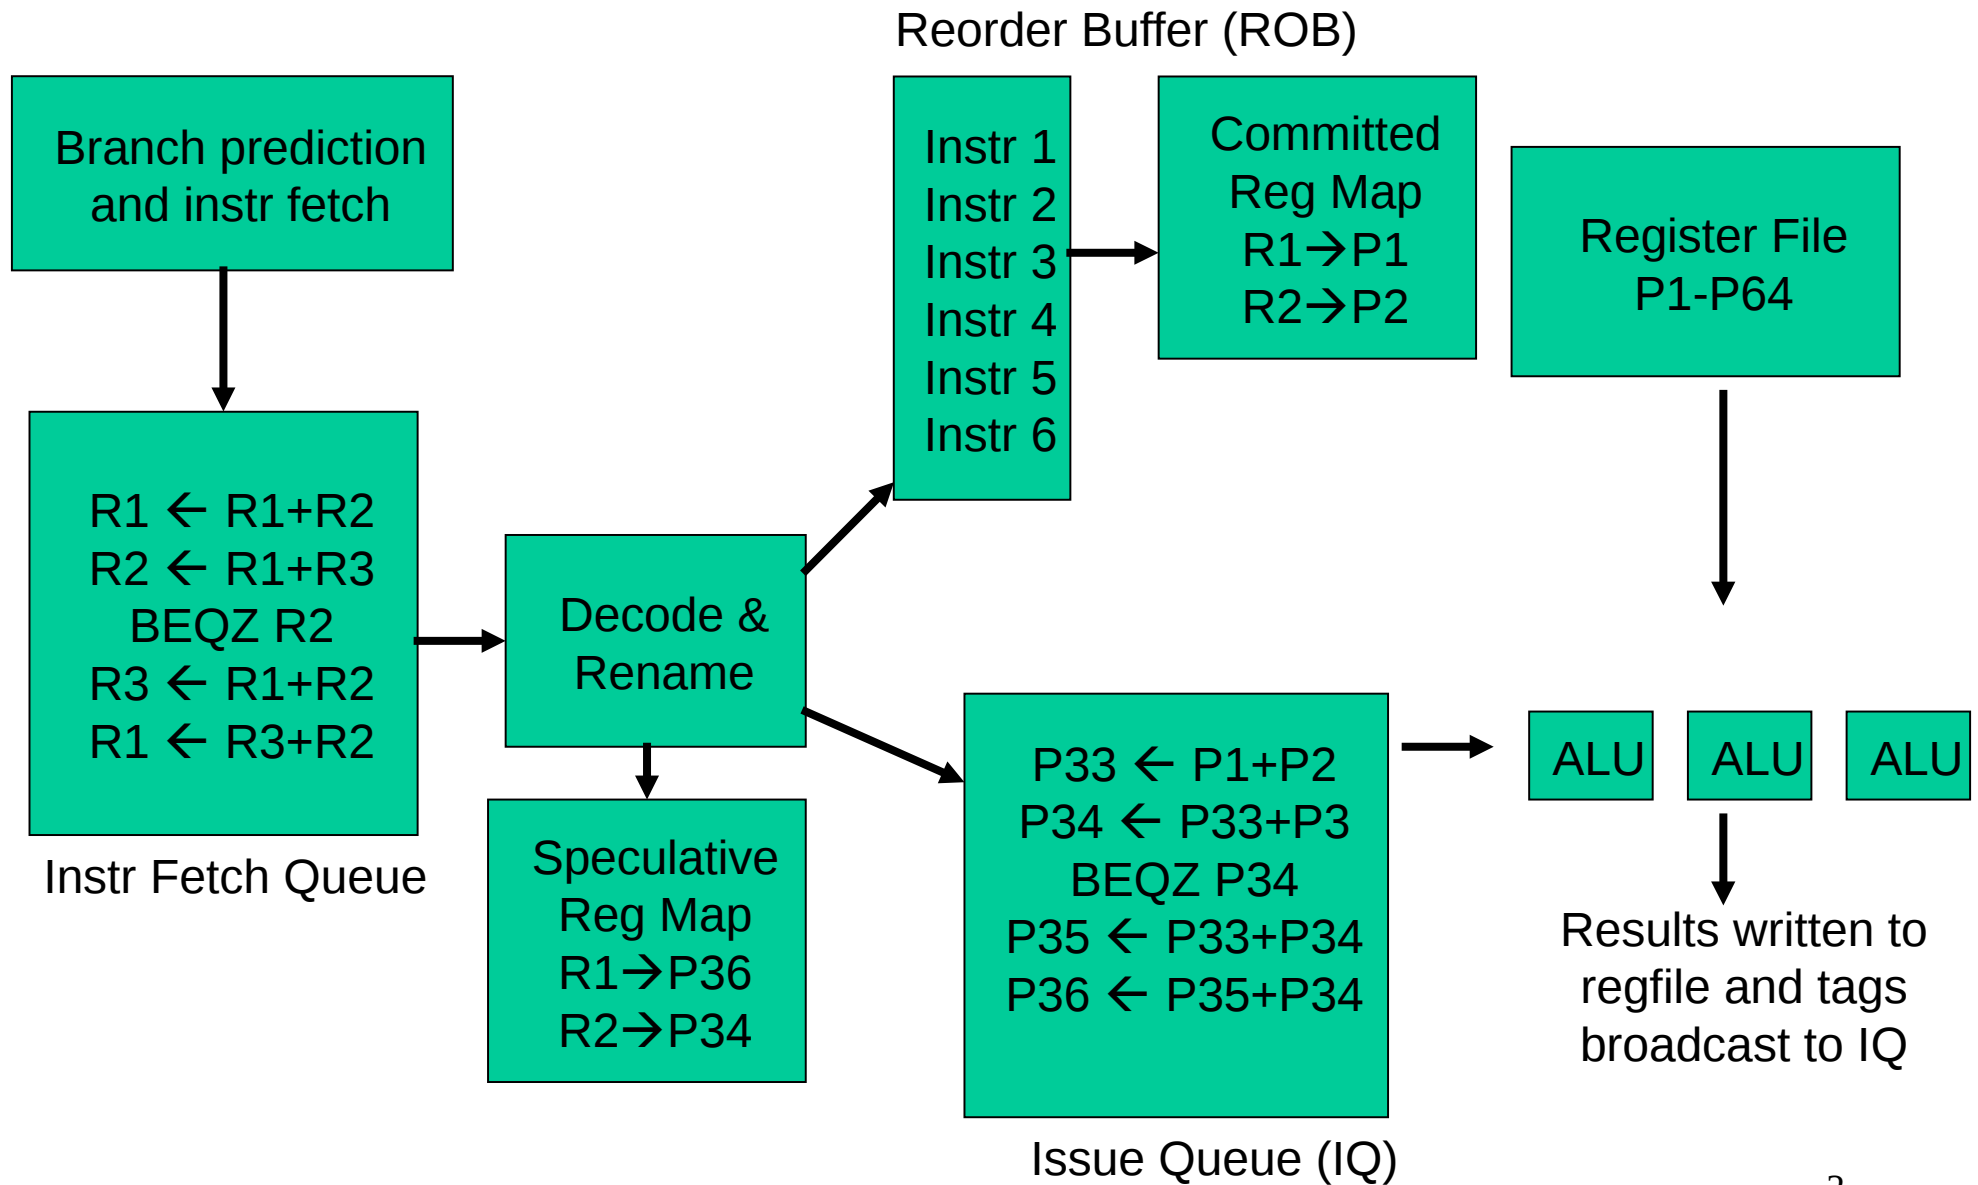 Reorder Buffer (ROB)
Branch prediction
and instr fetch
Instr 1
Instr 2
Instr 3
Instr 4
Instr 5
Instr 6
Committed
Reg Map
R1→P1
R2→P2
Register File
P1-P64
R1 ← R1+R2
R2 ← R1+R3
BEQZ R2
R3 ← R1+R2
R1 ← R3+R2
Instr Fetch Queue
Decode &
Rename
Speculative
Reg Map
R1→P36
R2→P34
P33 ← P1+P2
P34 ← P33+P3
BEQZ P34
P35 ← P33+P34
P36 ← P35+P34
Issue Queue (IQ)
ALU
ALU
ALU
Results written to
regfile and tags
broadcast to IQ